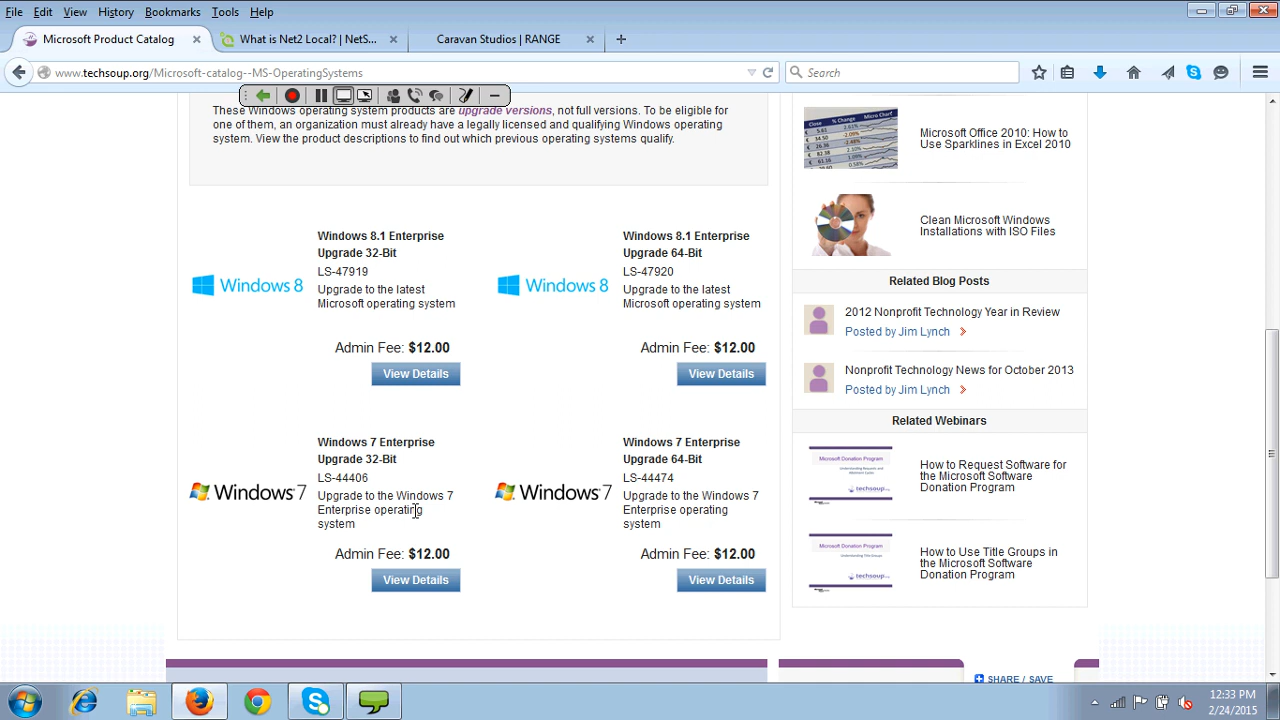 File Edit View History Bookmarks Tools Help
Microsoft Product Catalog
What is Net2 Local? | NetS...
Caravan Studios | RANGE
www.techsoup.org/Microsoft-catalog--MS-OperatingSystems
Search
These Windows operating system products are upgrade versions, not full versions. To be eligible for
one of them, an organization must already have a legally licensed and qualifying Windows operating
system. View the product descriptions to find out which previous operating systems qualify.
Windows 8
Windows 8.1 Enterprise
Upgrade 32-Bit
LS-47919
Upgrade to the latest
Microsoft operating system
Admin Fee: $12.00
View Details
Windows 8
Windows 8.1 Enterprise
Upgrade 64-Bit
LS-47920
Upgrade to the latest
Microsoft operating system
Admin Fee: $12.00
View Details
Windows 7
Windows 7 Enterprise
Upgrade 32-Bit
LS-44406
Upgrade to the Windows 7
Enterprise operating
system
Admin Fee: $12.00
View Details
Windows 7
Windows 7 Enterprise
Upgrade 64-Bit
LS-44474
Upgrade to the Windows 7
Enterprise operating
system
Admin Fee: $12.00
View Details
Microsoft Office 2010: How to
Use Sparklines in Excel 2010
Clean Microsoft Windows
Installations with ISO Files
Related Blog Posts
2012 Nonprofit Technology Year in Review
Posted by Jim Lynch
Nonprofit Technology News for October 2013
Posted by Jim Lynch
Related Webinars
Microsoft Donation Program
techsoup
How to Request Software for
the Microsoft Software
Donation Program
Microsoft Donation Program
techsoup
How to Use Title Groups in
the Microsoft Software
Donation Program
SHARE / SAVE
12:33 PM
2/24/2015